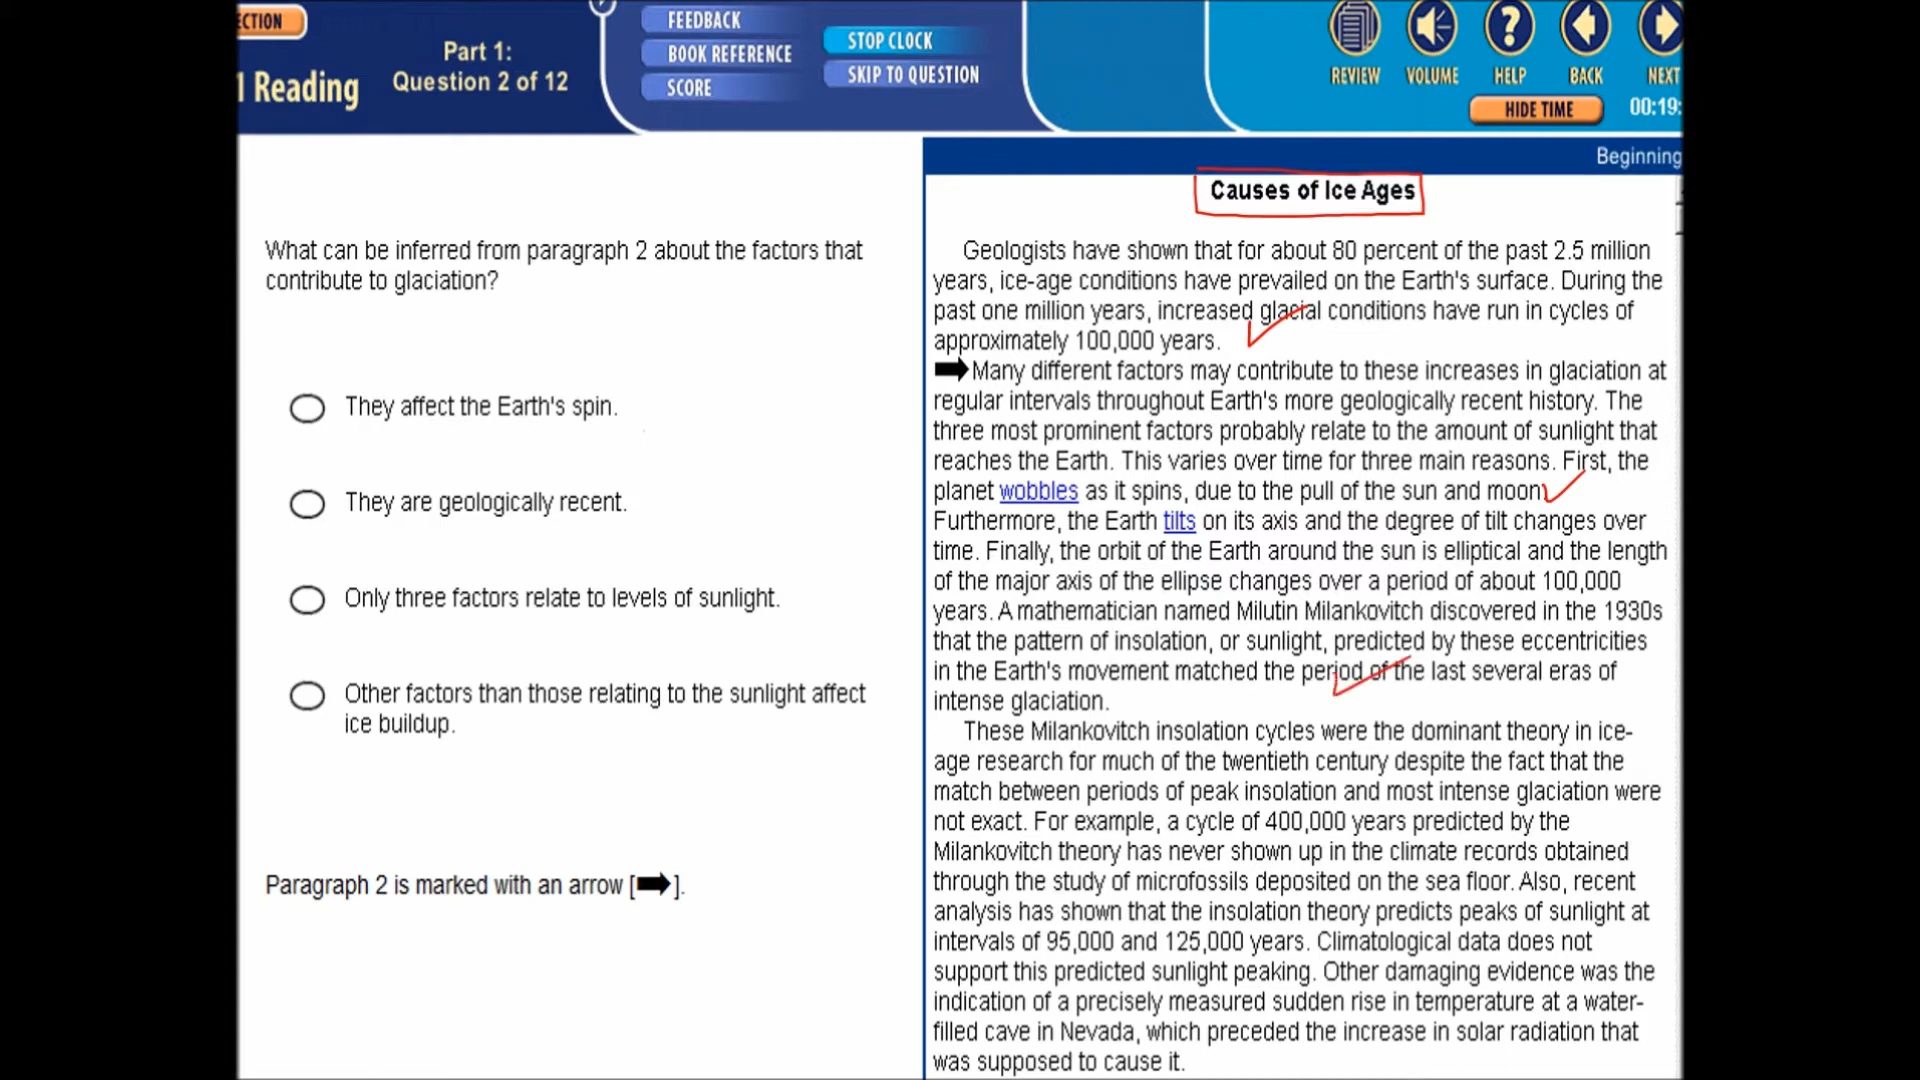 ECTION
1 Reading
Part 1:
Question 2 of 12
FEEDBACK
BOOK REFERENCE
SCORE
STOP CLOCK
SKIP TO QUESTION
REVIEW
VOLUME
HELP
BACK
NEXT
HIDE TIME
00:19:
Beginning
What can be inferred from paragraph 2 about the factors that
contribute to glaciation?
They affect the Earth's spin.
They are geologically recent.
Only three factors relate to levels of sunlight.
Other factors than those relating to the sunlight affect
ice buildup.
Paragraph 2 is marked with an arrow [➡].
Causes of Ice Ages
Geologists have shown that for about 80 percent of the past 2.5 million
years, ice-age conditions have prevailed on the Earth's surface. During the
past one million years, increased glacial conditions have run in cycles of
approximately 100,000 years.
➡Many different factors may contribute to these increases in glaciation at
regular intervals throughout Earth's more geologically recent history. The
three most prominent factors probably relate to the amount of sunlight that
reaches the Earth. This varies over time for three main reasons. First, the
planet wobbles as it spins, due to the pull of the sun and moon.
Furthermore, the Earth tilts on its axis and the degree of tilt changes over
time. Finally, the orbit of the Earth around the sun is elliptical and the length
of the major axis of the ellipse changes over a period of about 100,000
years. A mathematician named Milutin Milankovitch discovered in the 1930s
that the pattern of insolation, or sunlight, predicted by these eccentricities
in the Earth's movement matched the period of the last several eras of
intense glaciation.
These Milankovitch insolation cycles were the dominant theory in ice-
age research for much of the twentieth century despite the fact that the
match between periods of peak insolation and most intense glaciation were
not exact. For example, a cycle of 400,000 years predicted by the
Milankovitch theory has never shown up in the climate records obtained
through the study of microfossils deposited on the sea floor. Also, recent
analysis has shown that the insolation theory predicts peaks of sunlight at
intervals of 95,000 and 125,000 years. Climatological data does not
support this predicted sunlight peaking. Other damaging evidence was the
indication of a precisely measured sudden rise in temperature at a water-
filled cave in Nevada, which preceded the increase in solar radiation that
was supposed to cause it.